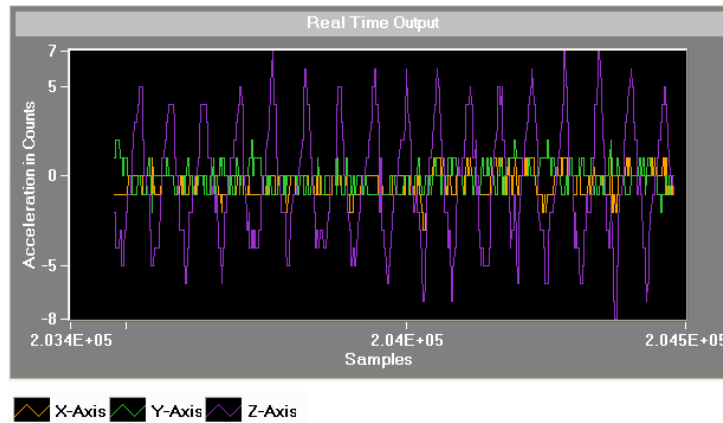 Real Time Output
Acceleration in Counts
7
5
0
-5
-8
2.034E+05 2.04E+05 2.045E+05
Samples
X-Axis Y-Axis Z-Axis